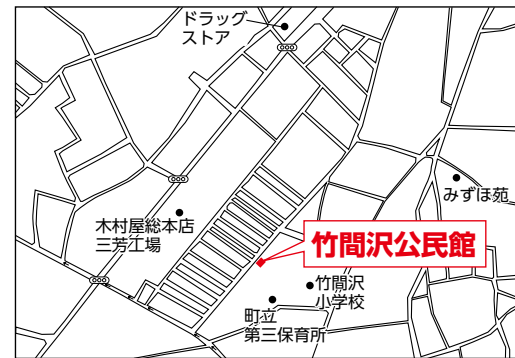 ドラッグ
ストア
みずほ苑
木村屋総本店
三芳工場
竹間沢公民館
竹間沢
小学校
町立
第三保育所